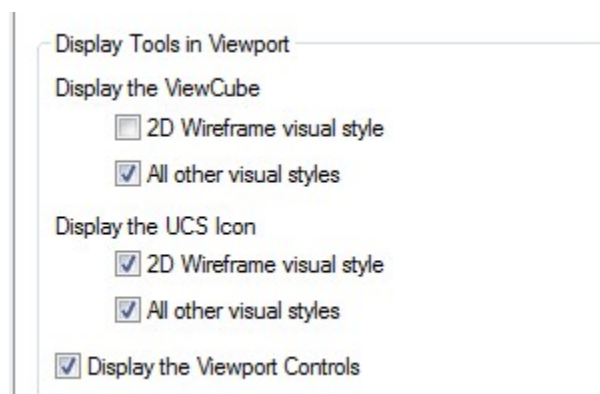 Display Tools in Viewport
Display the ViewCube
2D Wireframe visual style
All other visual styles
Display the UCS Icon
2D Wireframe visual style
All other visual styles
Display the Viewport Controls